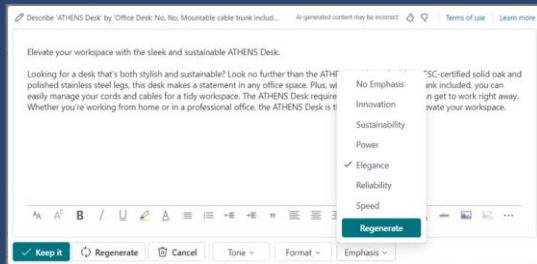 Describe 'ATHENS Desk' by 'Office Desk: No, No, Mountable cable trunk includ...
AI-generated content may be incorrect
Terms of use
Learn more
Elevate your workspace with the sleek and sustainable ATHENS Desk.
Looking for a desk that's both stylish and sustainable? Look no further than the ATHE SC-certified solid oak and
polished stainless steel legs, this desk makes a statement in any office space. Plus, wi unk included, you can
easily manage your cords and cables for a tidy workspace. The ATHENS Desk require n get to work right away.
Whether you're working from home or in a professional office, the ATHENS Desk is t evate your workspace.
No Emphasis
Innovation
Sustainability
Power
Elegance
Reliability
Speed
Regenerate
Keep it
Regenerate
Cancel
Tone
Format
Emphasis